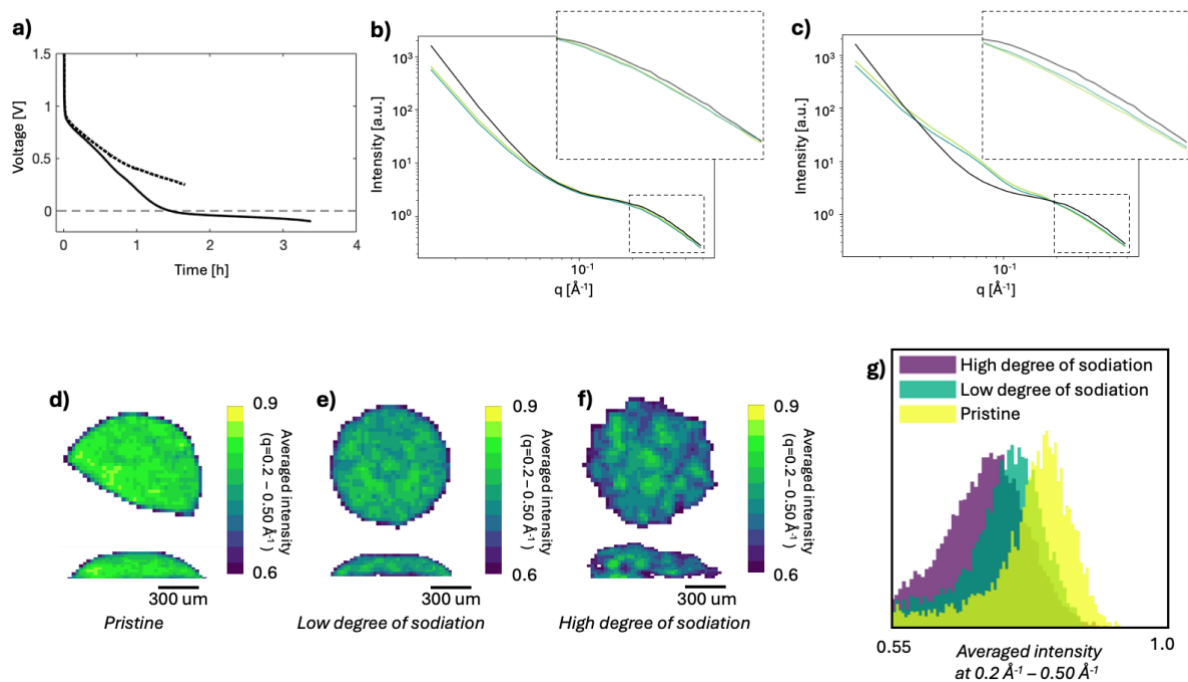 a)
1.5
1
0.5
0
Voltage [V]
0 1 2 3 4
Time [h]
b)
10³
10²
10¹
10⁰
Intensity [a.u.]
10⁻¹
q [Å⁻¹]
c)
10³
10²
10¹
10⁰
Intensity [a.u.]
10⁻¹
q [Å⁻¹]
d)
0.9
0.6
Averaged intensity
(q=0.2 – 0.50 Å⁻¹)
300 um
Pristine
e)
0.9
0.6
Averaged intensity
(q=0.2 – 0.50 Å⁻¹)
300 um
Low degree of sodiation
f)
0.9
0.6
Averaged intensity
(q=0.2 – 0.50 Å⁻¹)
300 um
High degree of sodiation
g)
High degree of sodiation
Low degree of sodiation
Pristine
0.55 1.0
Averaged intensity
at 0.2 Å⁻¹ – 0.50 Å⁻¹